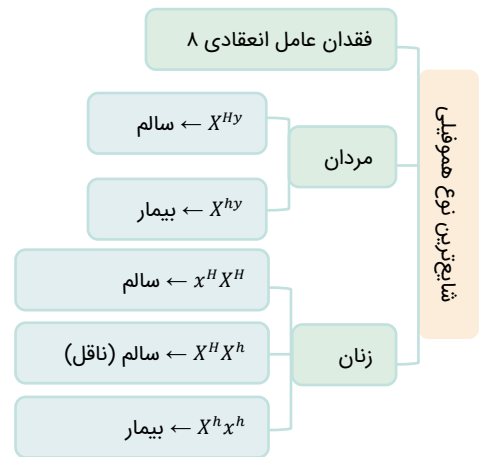 شایع‌ترین نوع هموفیلی
فقدان عامل انعقادی ۸
مردان
X^{Hy} ← سالم
X^{hy} ← بیمار
زنان
x^H X^H ← سالم
X^H X^h ← سالم (ناقل)
X^h x^h ← بیمار